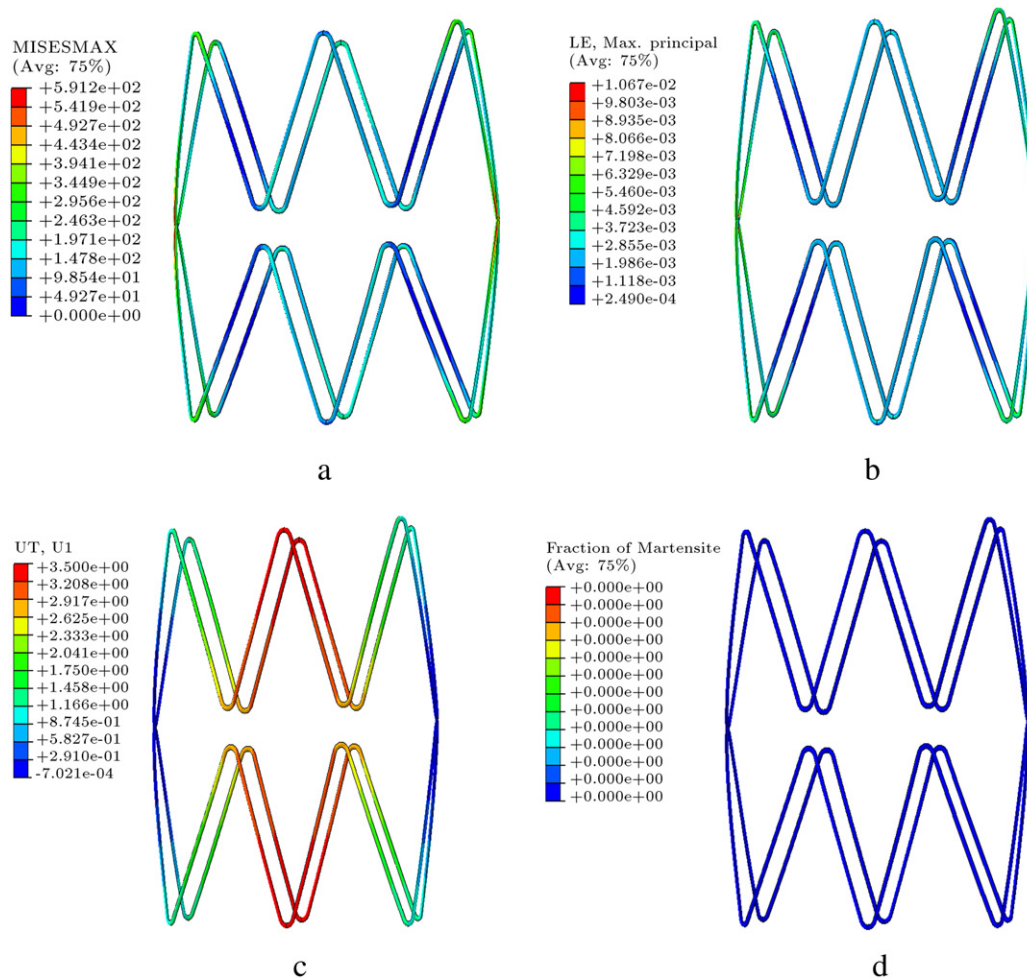 MISESMAX
(Avg: 75%)
+5.912e+02
+5.419e+02
+4.927e+02
+4.434e+02
+3.941e+02
+3.449e+02
+2.956e+02
+2.463e+02
+1.971e+02
+1.478e+02
+9.854e+01
+4.927e+01
+0.000e+00
a
LE, Max. principal
(Avg: 75%)
+1.067e-02
+9.803e-03
+8.935e-03
+8.066e-03
+7.198e-03
+6.329e-03
+5.460e-03
+4.592e-03
+3.723e-03
+2.855e-03
+1.986e-03
+1.118e-03
+2.490e-04
b
UT, U1
+3.500e+00
+3.208e+00
+2.917e+00
+2.625e+00
+2.333e+00
+2.041e+00
+1.750e+00
+1.458e+00
+1.166e+00
+8.745e-01
+5.827e-01
+2.910e-01
-7.021e-04
c
Fraction of Martensite
(Avg: 75%)
+0.000e+00
+0.000e+00
+0.000e+00
+0.000e+00
+0.000e+00
+0.000e+00
+0.000e+00
+0.000e+00
+0.000e+00
+0.000e+00
+0.000e+00
+0.000e+00
+0.000e+00
d